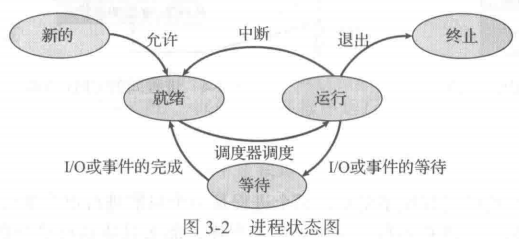 新的
允许
中断
退出
终止
就绪
运行
调度器调度
I/O或事件的完成
I/O或事件的等待
等待
图 3-2 进程状态图